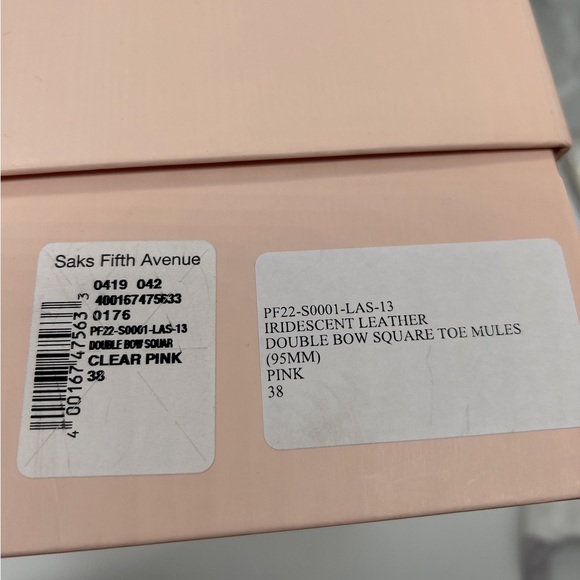 Saks Fifth Avenue
0419 042
400167475633
0176
PF22-S0001-LAS-13
DOUBLE BOW SQUAR
CLEAR PINK
38
4 00167 47563 3
PF22-S0001-LAS-13
IRIDESCENT LEATHER
DOUBLE BOW SQUARE TOE MULES
(95MM)
PINK
38